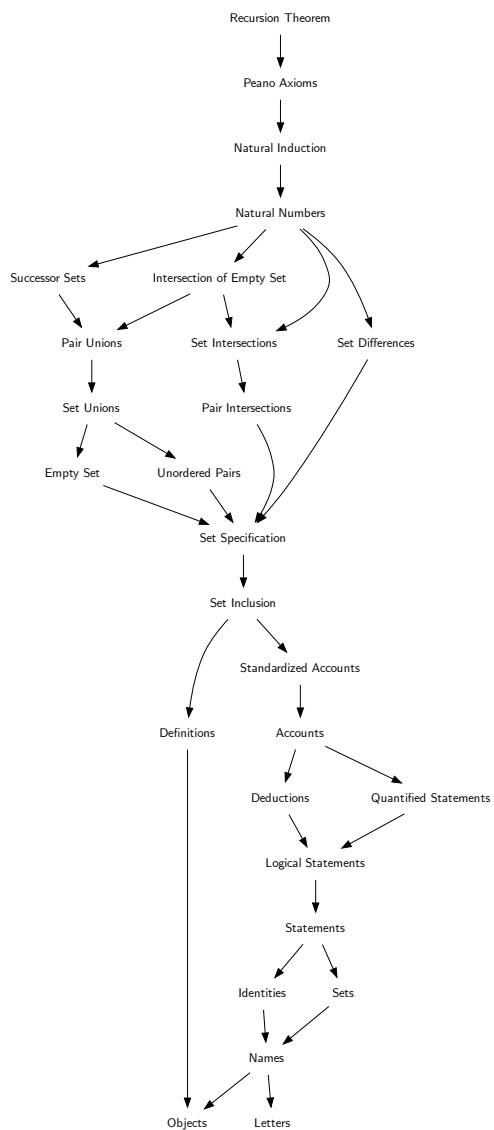 Recursion Theorem
Peano Axioms
Natural Induction
Natural Numbers
Successor Sets
Intersection of Empty Set
Pair Unions
Set Intersections
Set Differences
Set Unions
Pair Intersections
Empty Set
Unordered Pairs
Set Specification
Set Inclusion
Standardized Accounts
Definitions
Accounts
Deductions
Quantified Statements
Logical Statements
Statements
Identities
Sets
Names
Objects
Letters